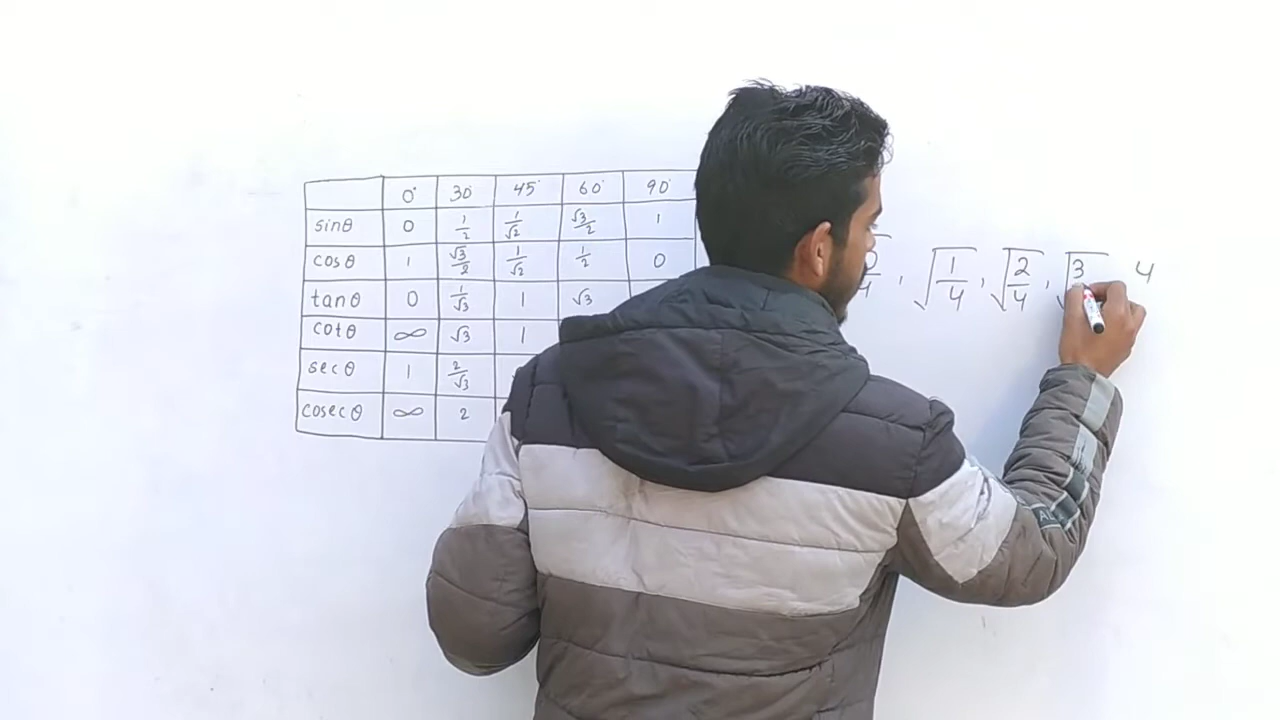 0° 30° 45° 60° 90°
sinθ 0 1/2 1/√2 √3/2 1
cosθ 1 √3/2 1/√2 1/2 0
tanθ 0 1/√3 1 √3
cotθ ∞ √3 1
secθ 1 2/√3
cosecθ ∞ 2
√1/4 , √2/4 , √3 4